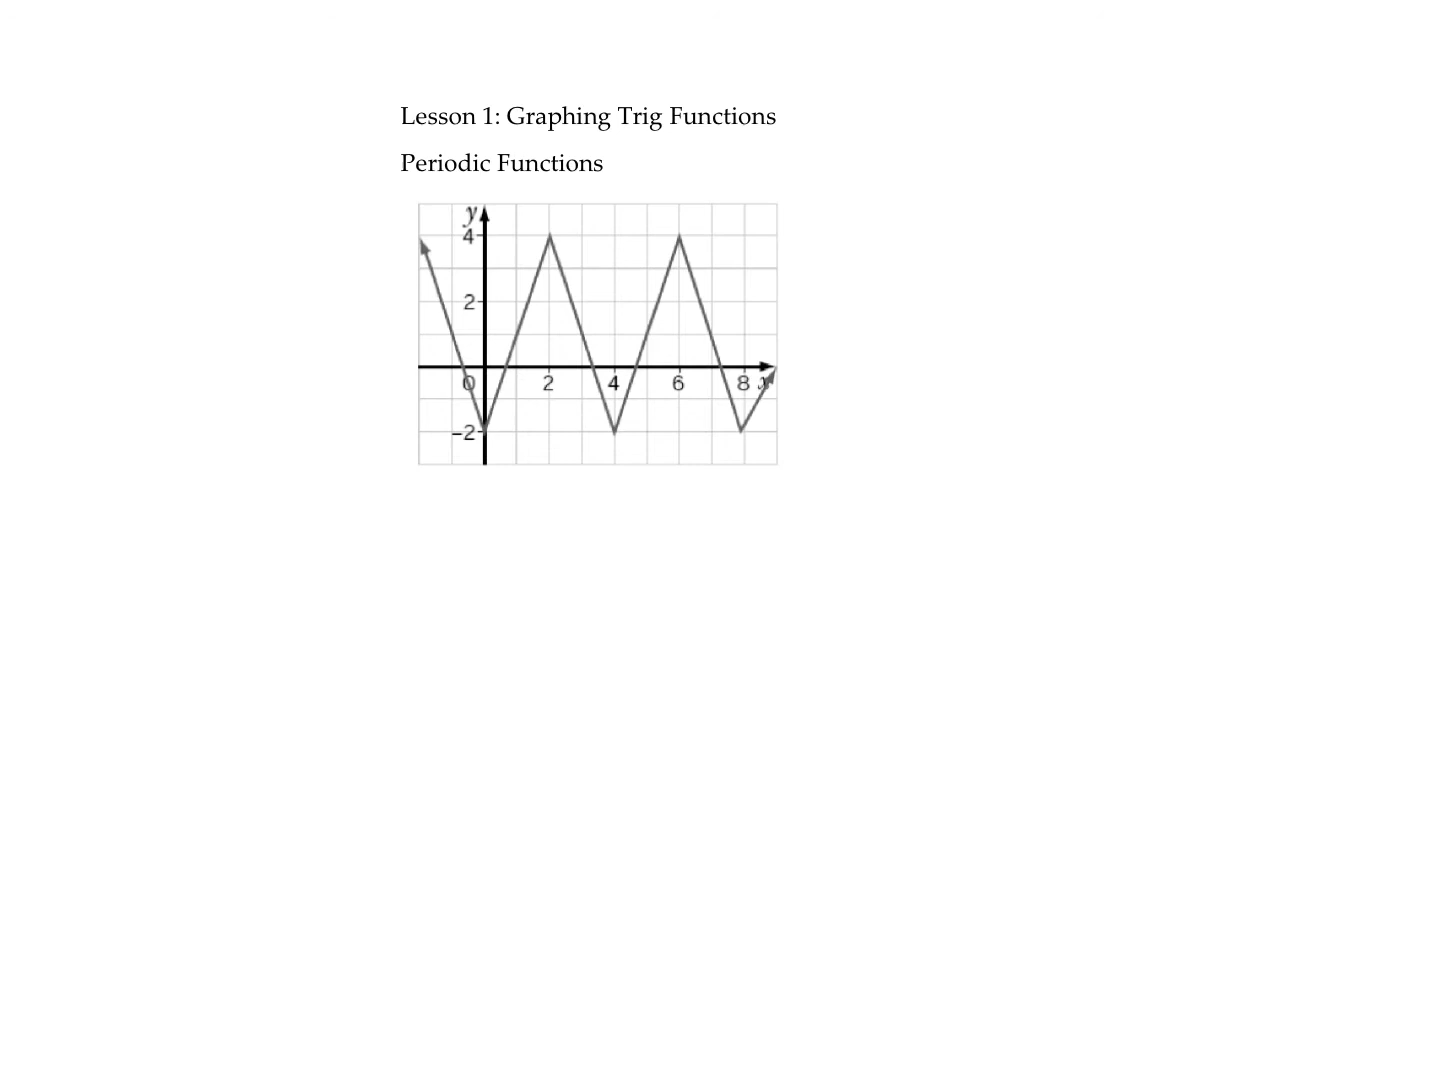 Lesson 1: Graphing Trig Functions
Periodic Functions
y
4
2
0 2 4 6 8 x
−2